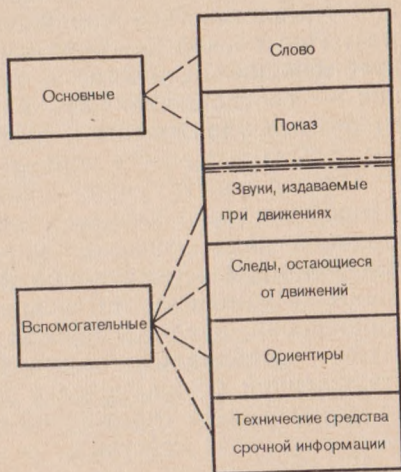 Основные
Слово
Показ
Звуки, издаваемые
при движениях
Вспомогательные
Следы, остающиеся
от движений
Ориентиры
Технические средства
срочной информации